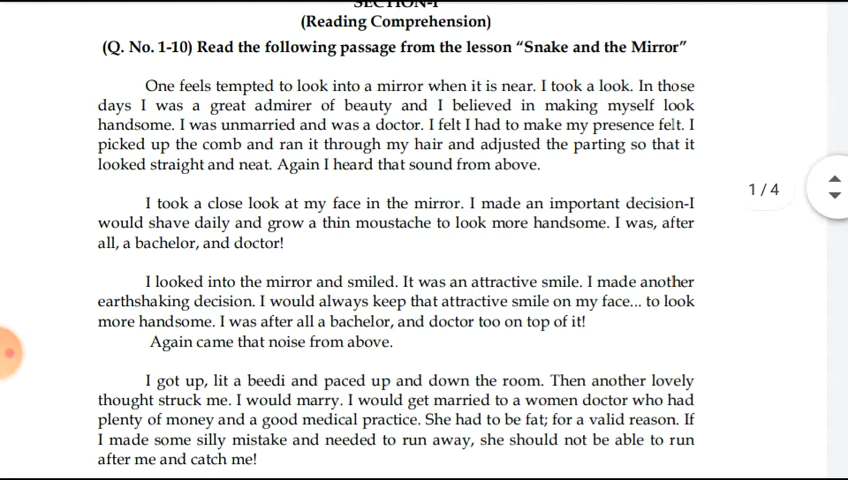 SECTION-I
(Reading Comprehension)
(Q. No. 1-10) Read the following passage from the lesson “Snake and the Mirror”
One feels tempted to look into a mirror when it is near. I took a look. In those
days I was a great admirer of beauty and I believed in making myself look
handsome. I was unmarried and was a doctor. I felt I had to make my presence felt. I
picked up the comb and ran it through my hair and adjusted the parting so that it
looked straight and neat. Again I heard that sound from above.
I took a close look at my face in the mirror. I made an important decision-I
would shave daily and grow a thin moustache to look more handsome. I was, after
all, a bachelor, and doctor!
I looked into the mirror and smiled. It was an attractive smile. I made another
earthshaking decision. I would always keep that attractive smile on my face... to look
more handsome. I was after all a bachelor, and doctor too on top of it!
Again came that noise from above.
I got up, lit a beedi and paced up and down the room. Then another lovely
thought struck me. I would marry. I would get married to a women doctor who had
plenty of money and a good medical practice. She had to be fat; for a valid reason. If
I made some silly mistake and needed to run away, she should not be able to run
after me and catch me!
1 / 4